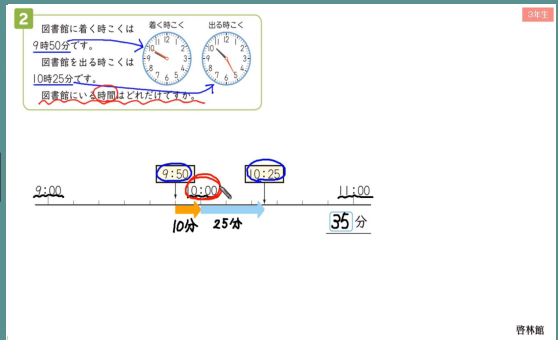 3年生
2
図書館に着く時こくは
9時50分です。
図書館を出る時こくは
10時25分です。
図書館にいる時間はどれだけですか。
着く時こく
出る時こく
9:50
10:25
9:00
10:00
11:00
10分
25分
35分
啓林館